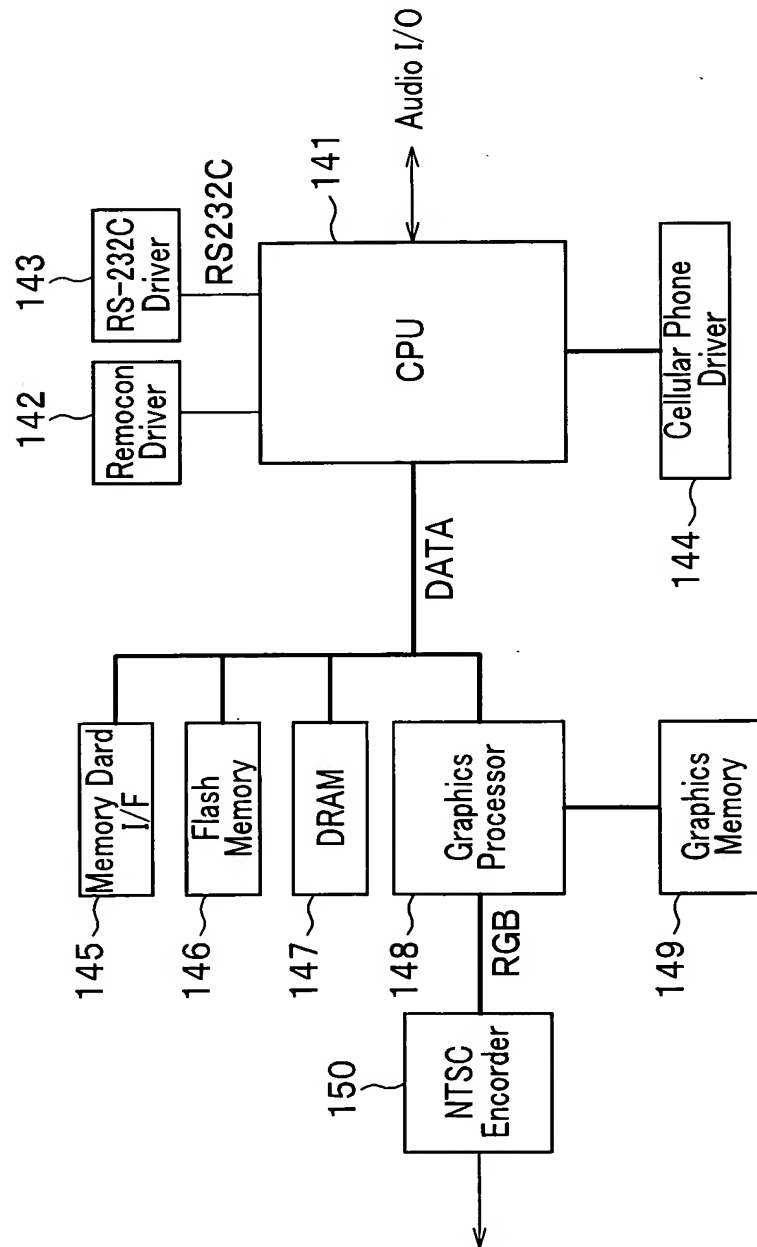 143
RS-232C
Driver
RS232C
142
Remocon
Driver
141
CPU
Audio I/O
144
Cellular Phone
Driver
DATA
145
Memory Dard
I/F
146
Flash
Memory
147
DRAM
148
Graphics
Processor
149
Graphics
Memory
RGB
150
NTSC
Encorder